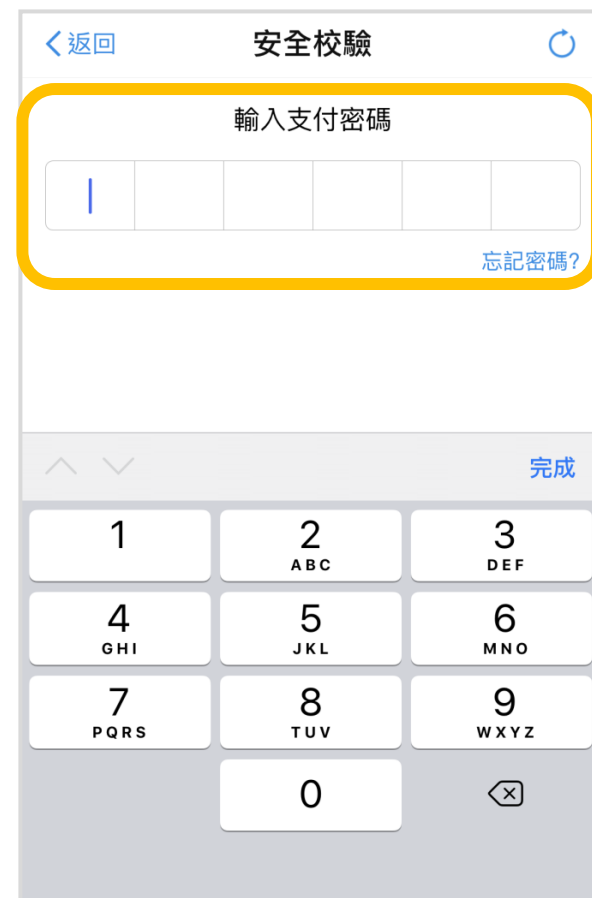 返回 安全校驗
輸入支付密碼
忘記密碼?
完成
1 2 3
ABC DEF
4 5 6
GHI JKL MNO
7 8 9
PQRS TUV WXYZ
0